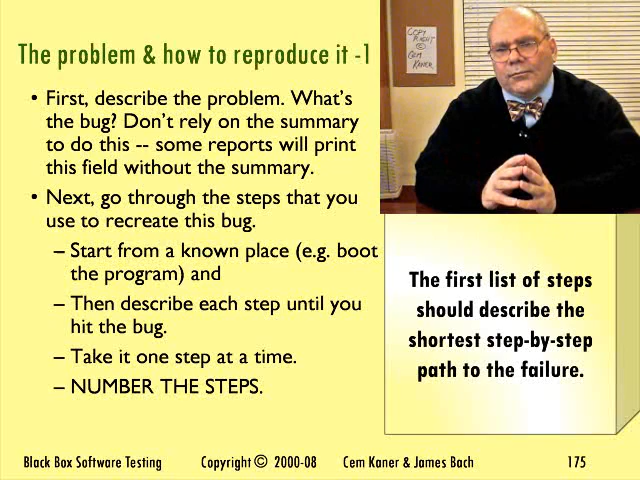 The problem & how to reproduce it -1
• First, describe the problem. What's
the bug? Don't rely on the summary
to do this -- some reports will print
this field without the summary.
• Next, go through the steps that you
use to recreate this bug.
– Start from a known place (e.g. boot
the program) and
– Then describe each step until you
hit the bug.
– Take it one step at a time.
– NUMBER THE STEPS.
COPY
RIGHT
©
CEM
KANER
The first list of steps
should describe the
shortest step-by-step
path to the failure.
Black Box Software Testing Copyright © 2000-08 Cem Kaner & James Bach 175